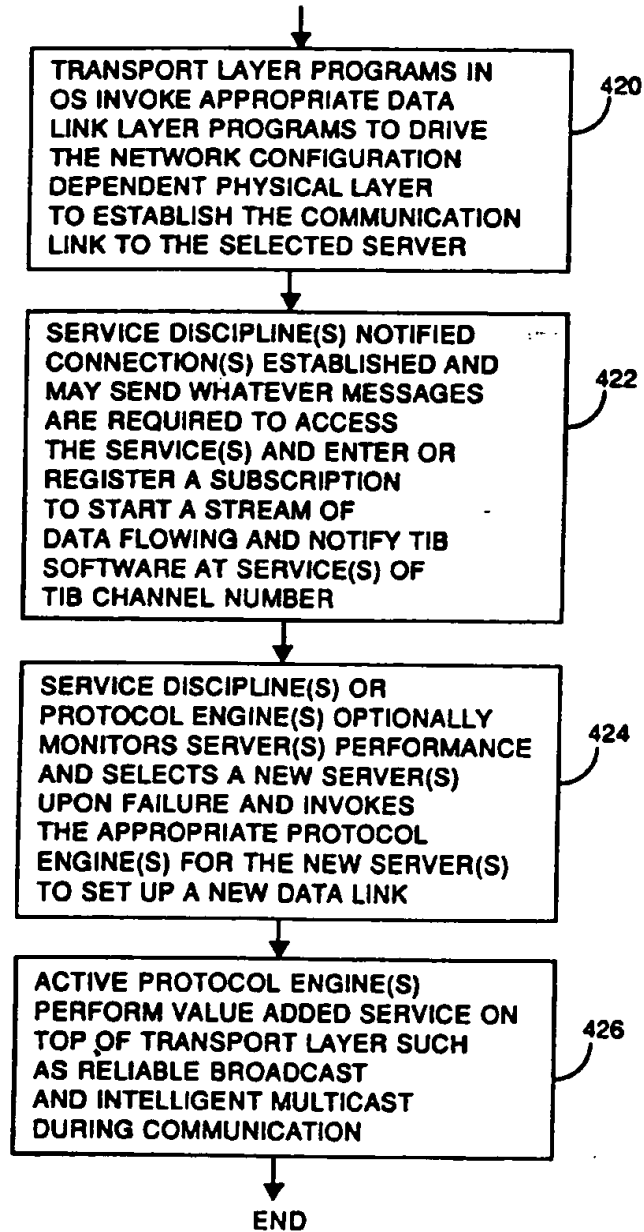 TRANSPORT LAYER PROGRAMS IN
OS INVOKE APPROPRIATE DATA
LINK LAYER PROGRAMS TO DRIVE
THE NETWORK CONFIGURATION
DEPENDENT PHYSICAL LAYER
TO ESTABLISH THE COMMUNICATION
LINK TO THE SELECTED SERVER
420
SERVICE DISCIPLINE(S) NOTIFIED
CONNECTION(S) ESTABLISHED AND
MAY SEND WHATEVER MESSAGES
ARE REQUIRED TO ACCESS
THE SERVICE(S) AND ENTER OR
REGISTER A SUBSCRIPTION
TO START A STREAM OF
DATA FLOWING AND NOTIFY TIB
SOFTWARE AT SERVICE(S) OF
TIB CHANNEL NUMBER
422
SERVICE DISCIPLINE(S) OR
PROTOCOL ENGINE(S) OPTIONALLY
MONITORS SERVER(S) PERFORMANCE
AND SELECTS A NEW SERVER(S)
UPON FAILURE AND INVOKES
THE APPROPRIATE PROTOCOL
ENGINE(S) FOR THE NEW SERVER(S)
TO SET UP A NEW DATA LINK
424
ACTIVE PROTOCOL ENGINE(S)
PERFORM VALUE ADDED SERVICE ON
TOP OF TRANSPORT LAYER SUCH
AS RELIABLE BROADCAST
AND INTELLIGENT MULTICAST
DURING COMMUNICATION
426
END